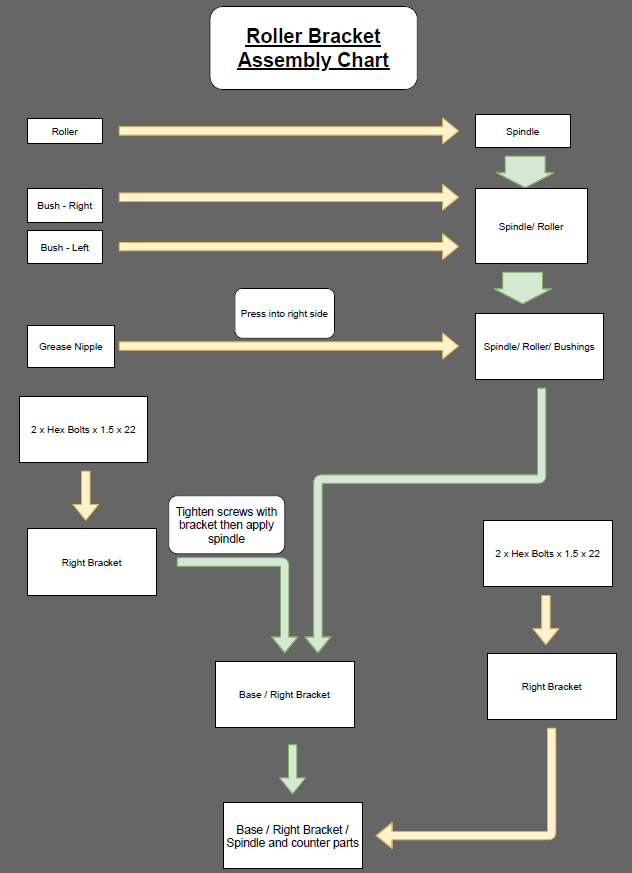 Roller Bracket
Assembly Chart
Roller
Spindle
Bush - Right
Spindle/ Roller
Bush - Left
Press into right side
Grease Nipple
Spindle/ Roller/ Bushings
2 x Hex Bolts x 1.5 x 22
Tighten screws with
bracket then apply
spindle
Right Bracket
2 x Hex Bolts x 1.5 x 22
Base / Right Bracket
Right Bracket
Base / Right Bracket /
Spindle and counter parts